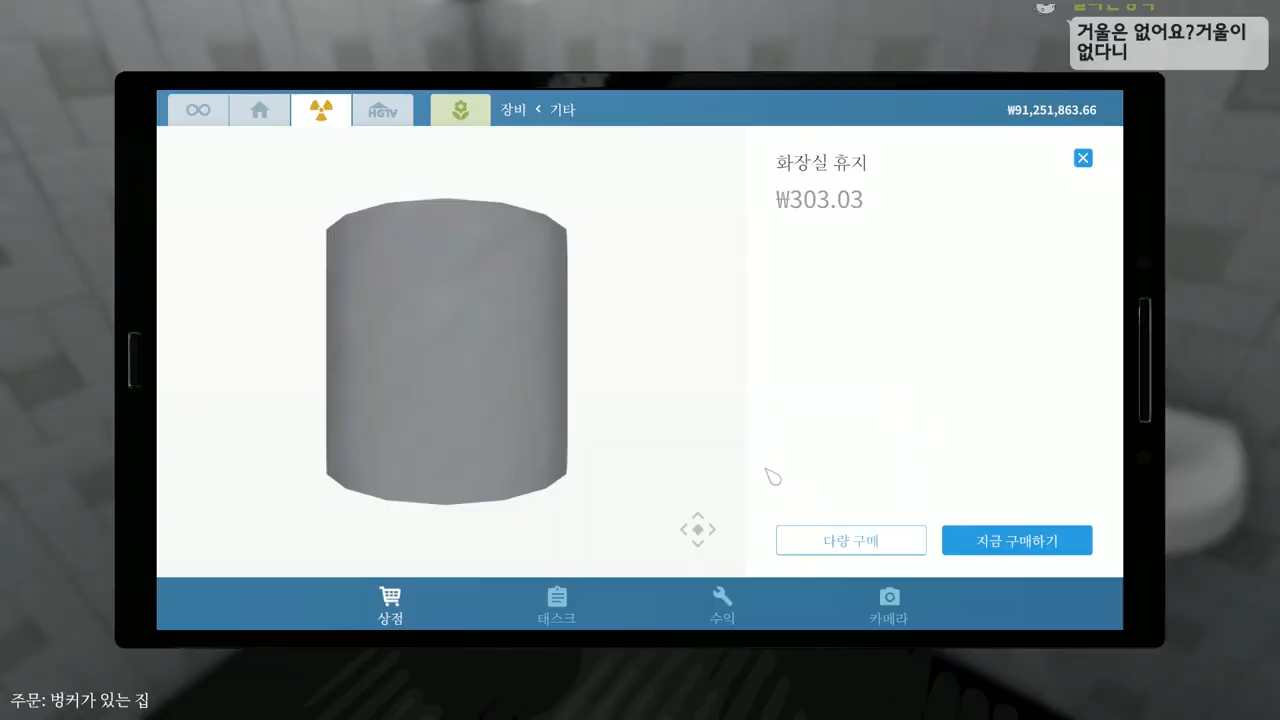 거울은 없어요?거울이
없다니
HGTV
장비 < 기타
₩91,251,863.66
화장실 휴지
₩303.03
다량 구매
지금 구매하기
상점
태스크
수익
카메라
주문: 벙커가 있는 집